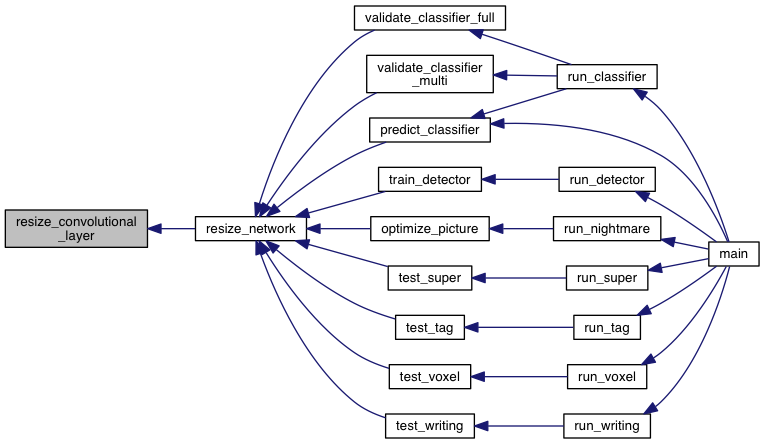 validate_classifier_full
validate_classifier
_multi
run_classifier
predict_classifier
train_detector
run_detector
resize_convolutional
_layer
resize_network
optimize_picture
run_nightmare
main
test_super
run_super
test_tag
run_tag
test_voxel
run_voxel
test_writing
run_writing